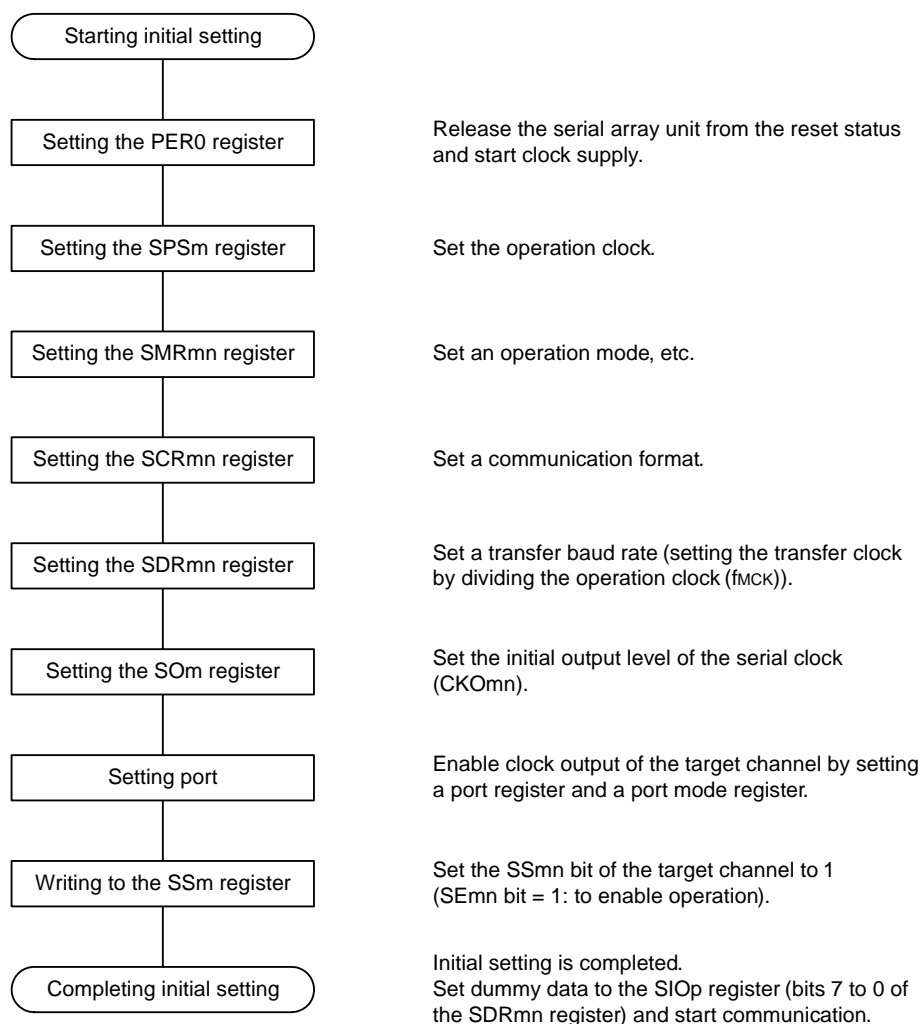 Starting initial setting
Setting the PER0 register
Release the serial array unit from the reset status
and start clock supply.
Setting the SPSm register
Set the operation clock.
Setting the SMRmn register
Set an operation mode, etc.
Setting the SCRmn register
Set a communication format.
Setting the SDRmn register
Set a transfer baud rate (setting the transfer clock
by dividing the operation clock (fMCK)).
Setting the SOm register
Set the initial output level of the serial clock
(CKOmn).
Setting port
Enable clock output of the target channel by setting
a port register and a port mode register.
Writing to the SSm register
Set the SSmn bit of the target channel to 1
(SEmn bit = 1: to enable operation).
Completing initial setting
Initial setting is completed.
Set dummy data to the SIOp register (bits 7 to 0 of
the SDRmn register) and start communication.